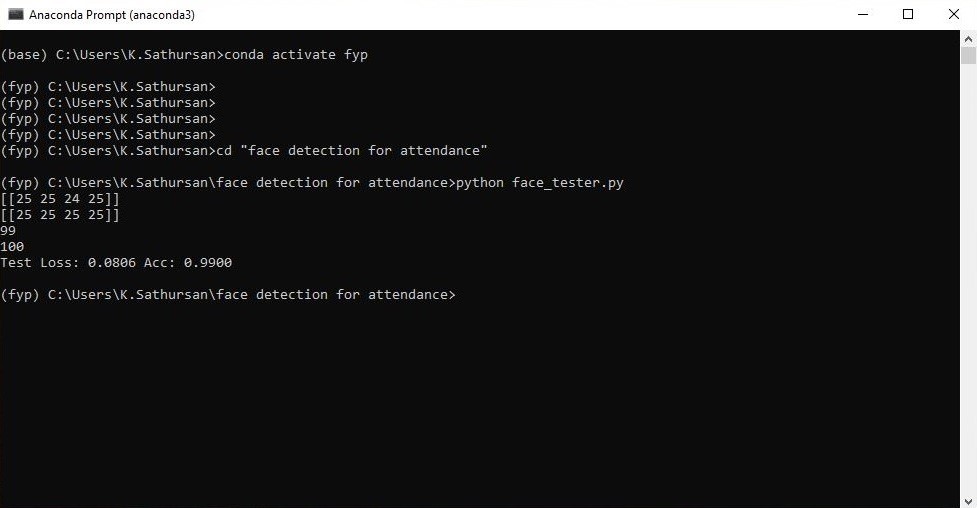 Anaconda Prompt (anaconda3)
(base) C:\Users\K.Sathursan>conda activate fyp
(fyp) C:\Users\K.Sathursan>
(fyp) C:\Users\K.Sathursan>
(fyp) C:\Users\K.Sathursan>
(fyp) C:\Users\K.Sathursan>
(fyp) C:\Users\K.Sathursan>cd "face detection for attendance"
(fyp) C:\Users\K.Sathursan\face detection for attendance>python face_tester.py
[[25 25 24 25]]
[[25 25 25 25]]
99
100
Test Loss: 0.0806 Acc: 0.9900
(fyp) C:\Users\K.Sathursan\face detection for attendance>